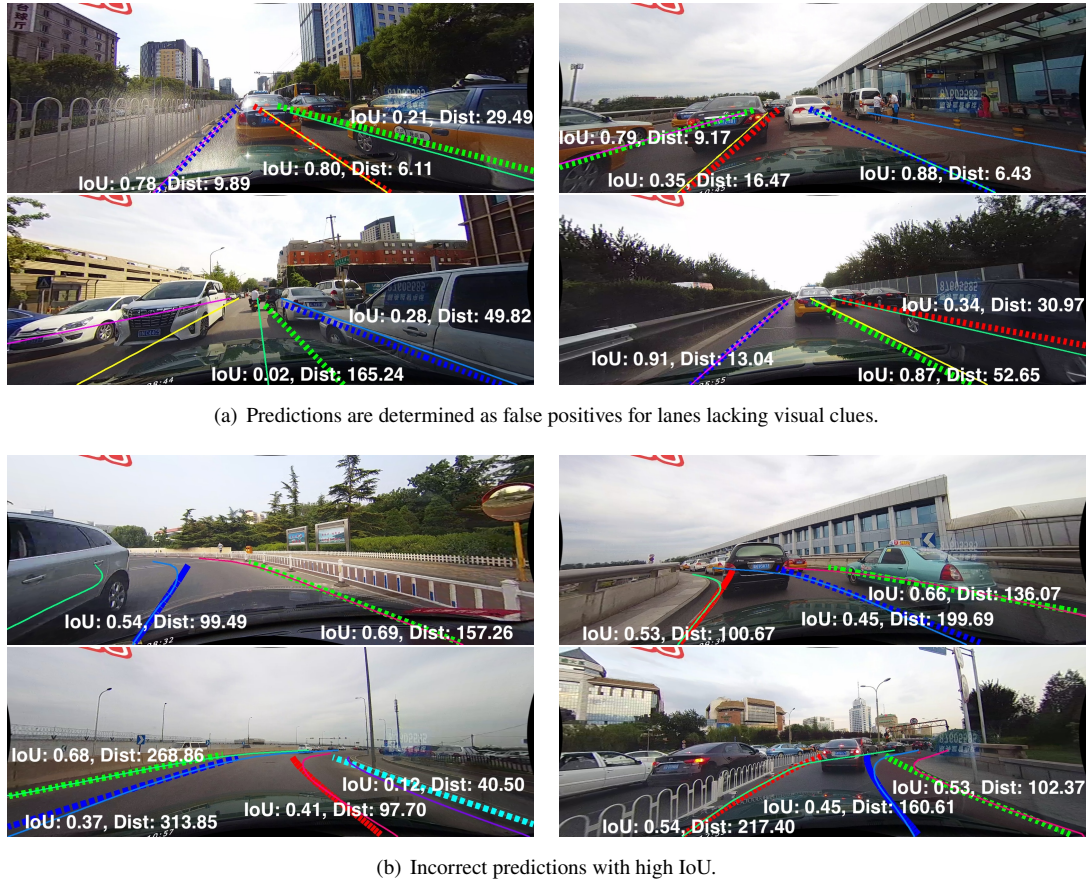 台球厅
IoU: 0.21, Dist: 29.49
IoU: 0.80, Dist: 6.11
IoU: 0.78, Dist: 9.89
IoU: 0.79, Dist: 9.17
IoU: 0.88, Dist: 6.43
IoU: 0.35, Dist: 16.47
IoU: 0.28, Dist: 49.82
IoU: 0.02, Dist: 165.24
08:44
IoU: 0.34, Dist: 30.97
IoU: 0.91, Dist: 13.04
IoU: 0.87, Dist: 52.65
(a) Predictions are determined as false positives for lanes lacking visual clues.
IoU: 0.54, Dist: 99.49
IoU: 0.69, Dist: 157.26
08:32
IoU: 0.66, Dist: 136.07
IoU: 0.45, Dist: 199.69
IoU: 0.53, Dist: 100.67
IoU: 0.68, Dist: 268.86
IoU: 0.12, Dist: 40.50
IoU: 0.41, Dist: 97.70
IoU: 0.37, Dist: 313.85
IoU: 0.53, Dist: 102.37
IoU: 0.45, Dist: 160.61
IoU: 0.54, Dist: 217.40
(b) Incorrect predictions with high IoU.